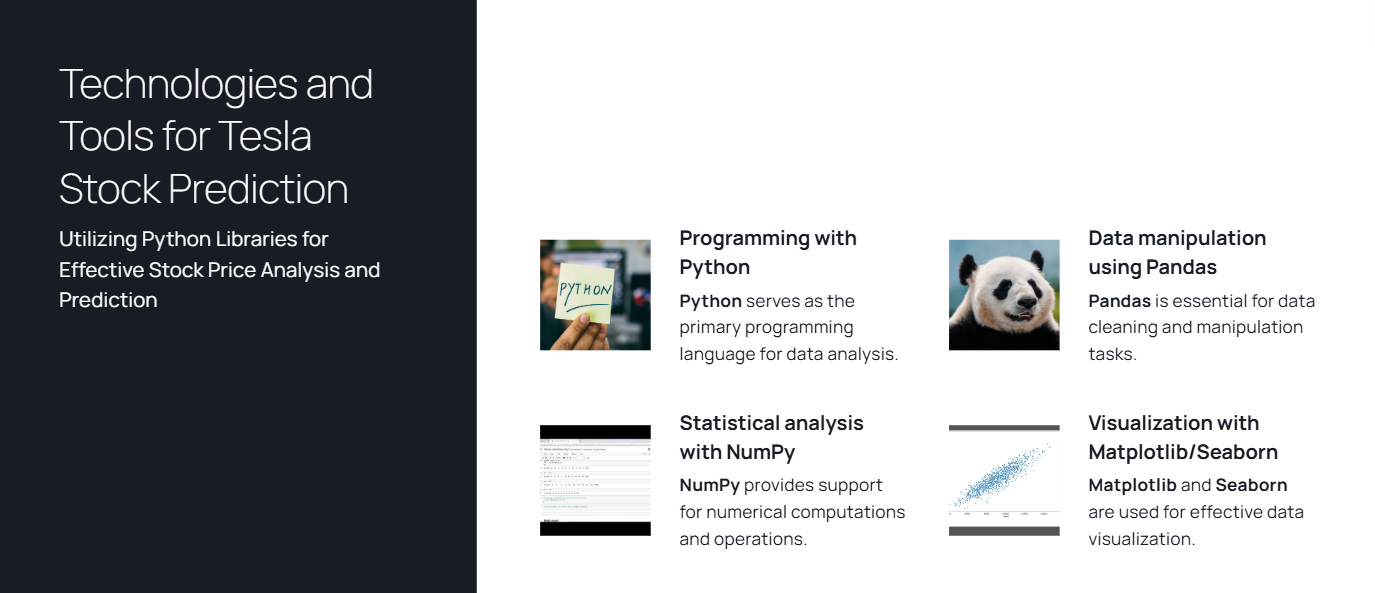 Technologies and
Tools for Tesla
Stock Prediction
Utilizing Python Libraries for
Effective Stock Price Analysis and
Prediction
PYTHON
Programming with
Python
Python serves as the
primary programming
language for data analysis.
Data manipulation
using Pandas
Pandas is essential for data
cleaning and manipulation
tasks.
Statistical analysis
with NumPy
NumPy provides support
for numerical computations
and operations.
Visualization with
Matplotlib/Seaborn
Matplotlib and Seaborn
are used for effective data
visualization.